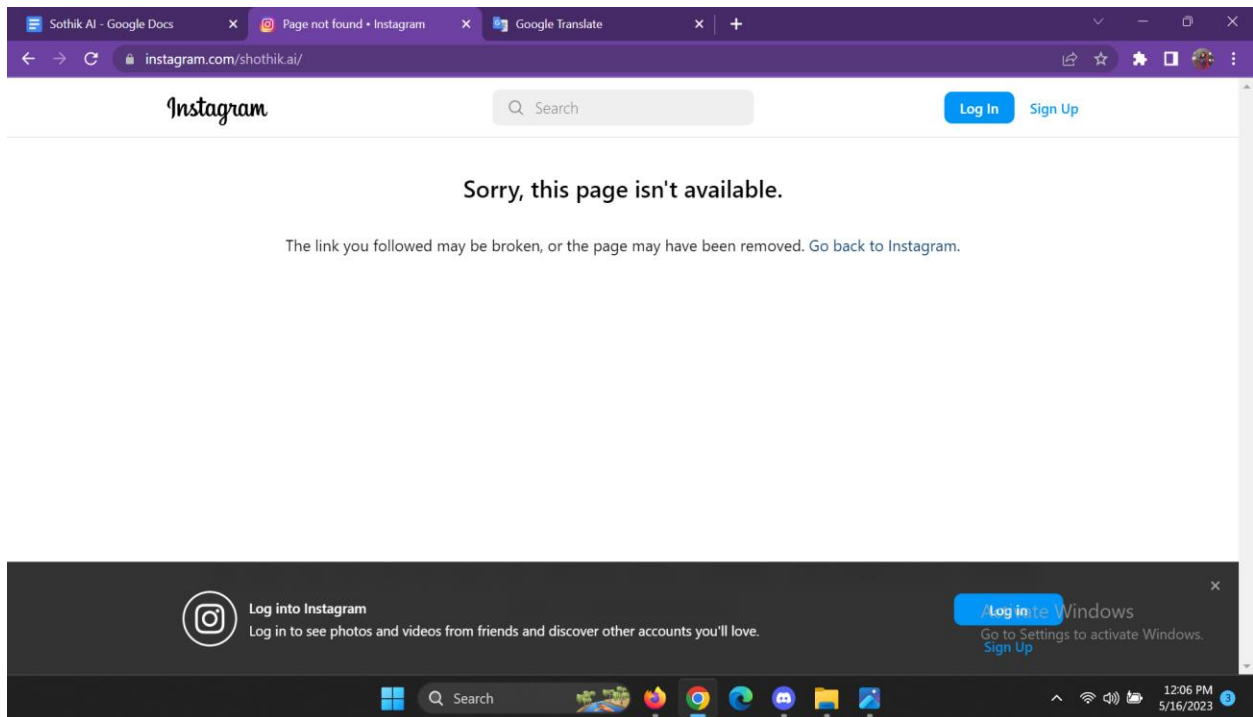 Sothik AI - Google Docs
Page not found • Instagram
Google Translate
instagram.com/shothik.ai/
Instagram
Search
Log In
Sign Up
Sorry, this page isn't available.
The link you followed may be broken, or the page may have been removed. Go back to Instagram.
Log into Instagram
Log in to see photos and videos from friends and discover other accounts you'll love.
Log in
Sign Up
Activate Windows
Go to Settings to activate Windows.
Search
12:06 PM
5/16/2023
3